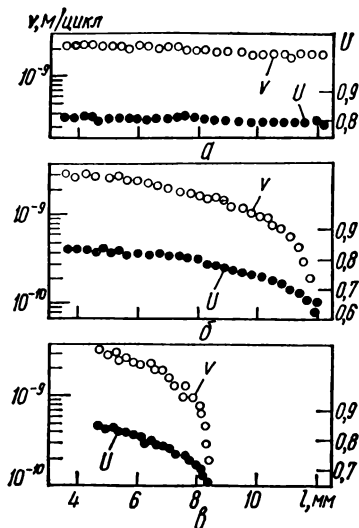 v, м/цикл
U
10⁻⁹
0,9
0,8
v
U
а
10⁻⁹
10⁻¹⁰
0,9
0,8
0,7
0,6
v
U
б
10⁻⁹
10⁻¹⁰
0,9
0,8
0,7
v
U
4 6 8 10 l, мм
в